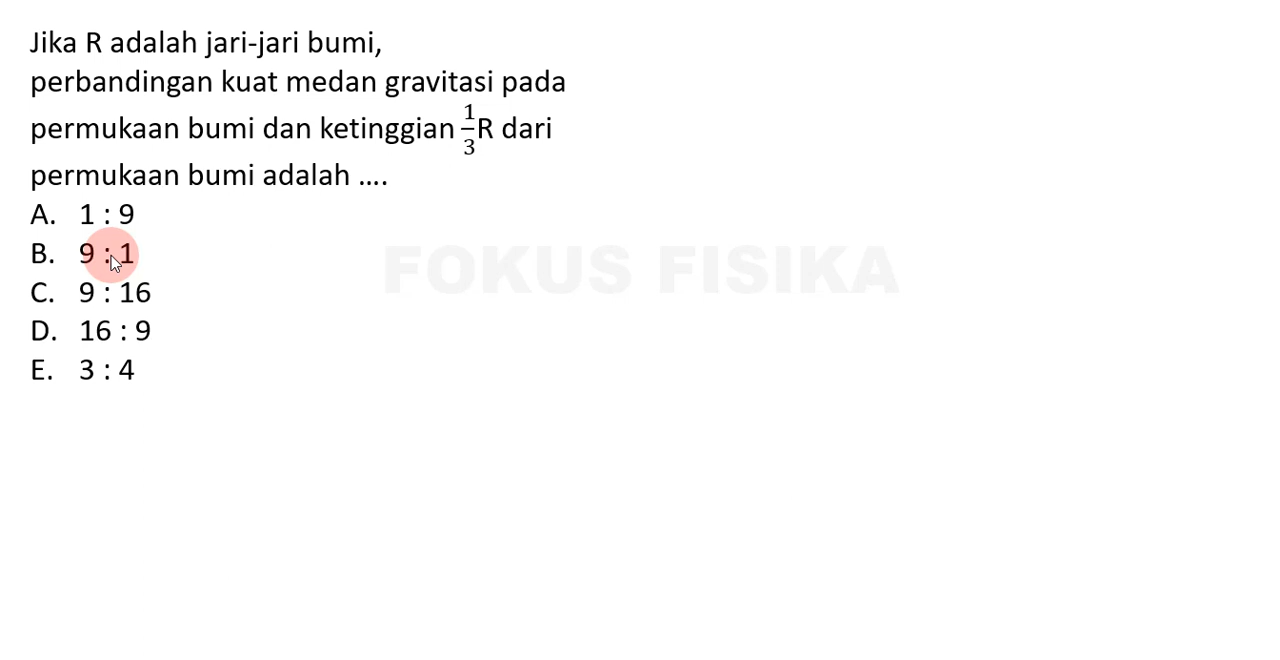 Jika R adalah jari-jari bumi,
perbandingan kuat medan gravitasi pada
permukaan bumi dan ketinggian 1/3 R dari
permukaan bumi adalah ....
A. 1 : 9
B. 9 : 1
C. 9 : 16
D. 16 : 9
E. 3 : 4
FOKUS FISIKA